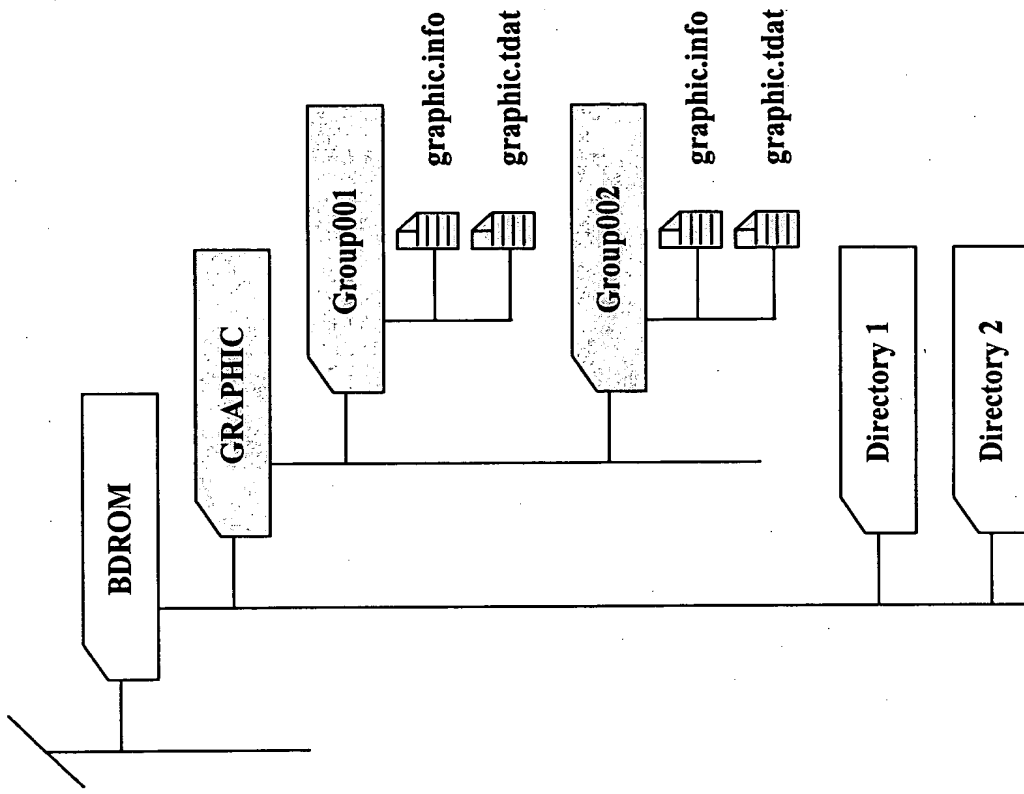 BDROM
GRAPHIC
Group001
graphic.info
graphic.tdat
Group002
graphic.info
graphic.tdat
Directory 1
Directory 2